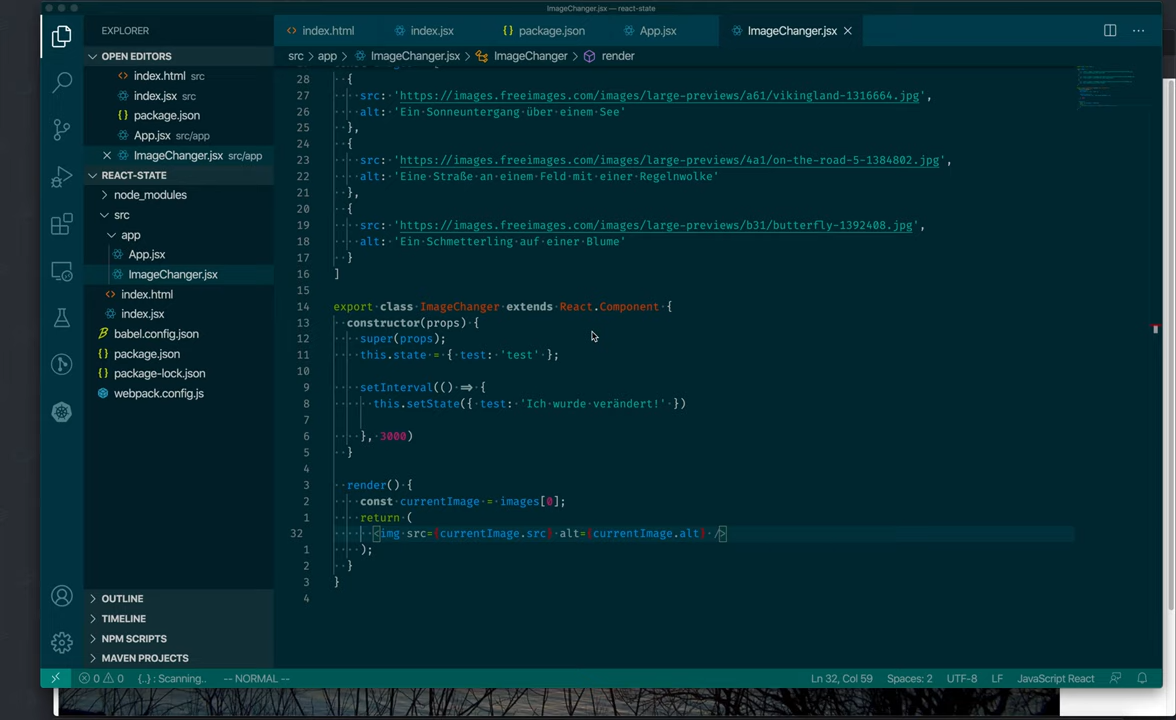 ImageChanger.jsx — react-state
EXPLORER
index.html
index.jsx
package.json
App.jsx
ImageChanger.jsx
OPEN EDITORS
src > app > ImageChanger.jsx > ImageChanger > render
index.html src
index.jsx src
package.json
App.jsx src/app
ImageChanger.jsx src/app
REACT-STATE
node_modules
src
app
App.jsx
ImageChanger.jsx
index.html
index.jsx
babel.config.js
package.json
package-lock.json
webpack.config.js
OUTLINE
TIMELINE
NPM SCRIPTS
MAVEN PROJECTS
28 {
27 src: 'https://images.freeimages.com/images/large-previews/a61/vikingland-1316664.jpg',
26 alt: 'Ein Sonneuntergang über einem See'
25 },
24 {
23 src: 'https://images.freeimages.com/images/large-previews/4a1/on-the-road-5-1384802.jpg',
22 alt: 'Eine Straße an einem Feld mit einer Regelnwolke'
21 },
20 {
19 src: 'https://images.freeimages.com/images/large-previews/b31/butterfly-1392408.jpg',
18 alt: 'Ein Schmetterling auf einer Blume'
17 }
16 ]
15
14 export class ImageChanger extends React.Component {
13 constructor(props) {
12 super(props);
11 this.state = { test: 'test' };
10
9 setInterval(() => {
8 this.setState({ test: 'Ich wurde verändert!' })
7
6 }, 3000)
5 }
4
3 render() {
2 const currentImage = images[0];
1 return (
32 <img src={currentImage.src} alt={currentImage.alt} />
1 );
2 }
3 }
4
0 0 {..} : Scanning.. -- NORMAL --
Ln 32, Col 59 Spaces: 2 UTF-8 LF JavaScript React